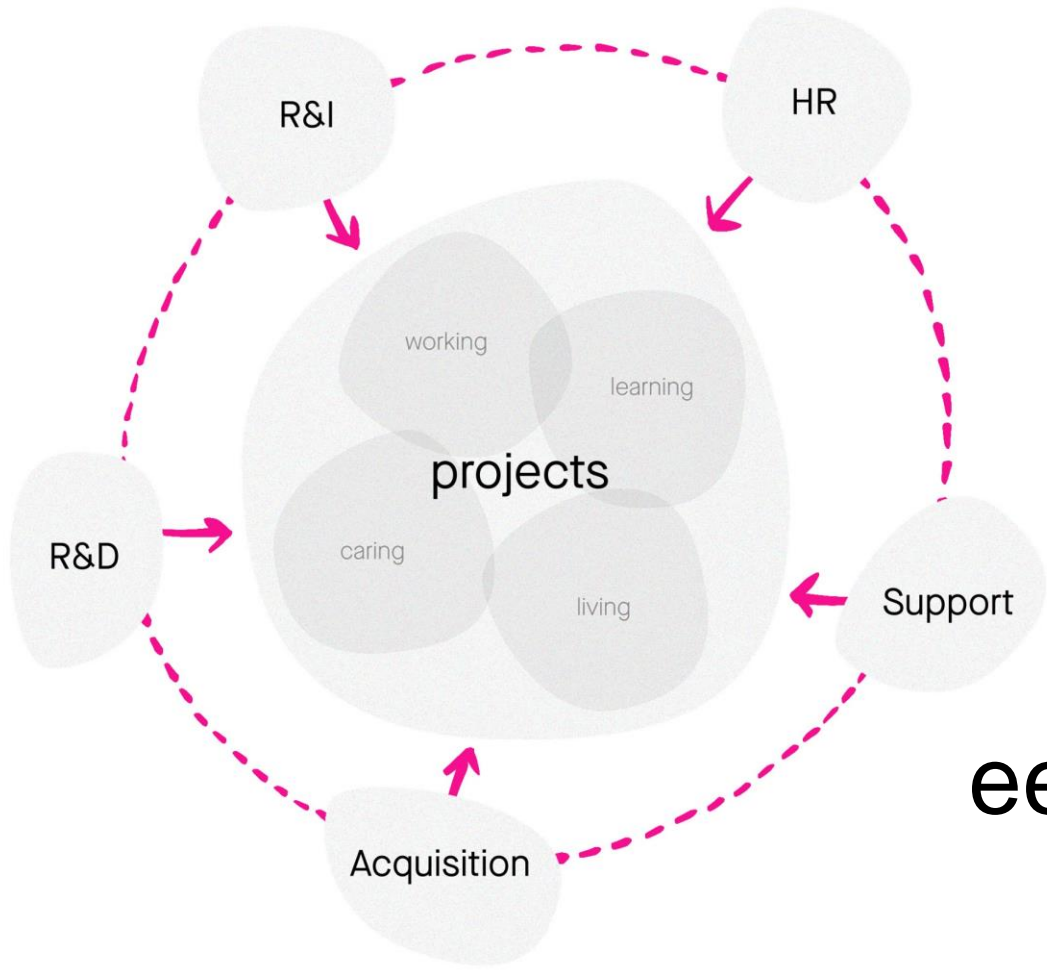 R&I
HR
working
learning
projects
R&D
caring
living
Support
Acquisition